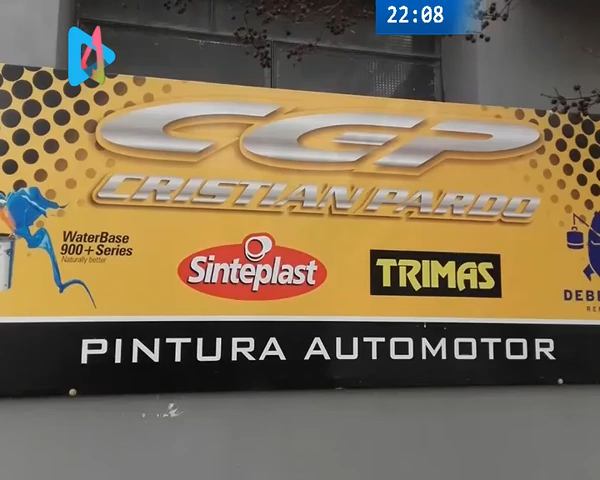 22:08
CGP
CRISTIAN PARDO
WaterBase
900+Series
Naturally better
Sinteplast
TRIMAS
PINTURA AUTOMOTOR